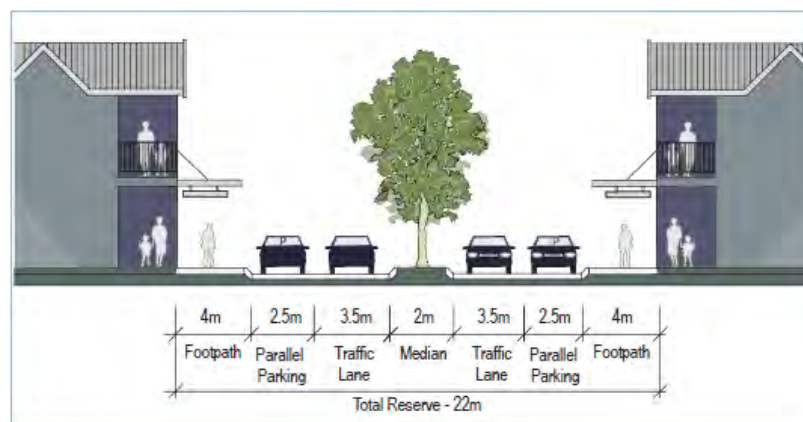 P P
4m 2.5m 3.5m 2m 3.5m 2.5m 4m
Footpath Parallel Traffic Median Traffic Parallel Footpath
Parking Lane Lane Parking
Total Reserve - 22m